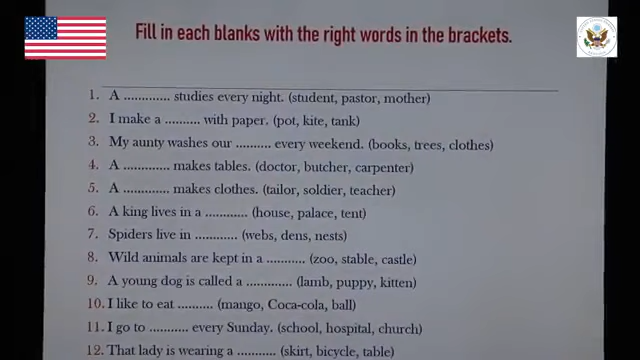 Fill in each blanks with the right words in the brackets.
1. A ............. studies every night. (student, pastor, mother)
2. I make a .......... with paper. (pot, kite, tank)
3. My aunty washes our .......... every weekend. (books, trees, clothes)
4. A ............. makes tables. (doctor, butcher, carpenter)
5. A ............. makes clothes. (tailor, soldier, teacher)
6. A king lives in a ............ (house, palace, tent)
7. Spiders live in ............ (webs, dens, nests)
8. Wild animals are kept in a ........... (zoo, stable, castle)
9. A young dog is called a ............. (lamb, puppy, kitten)
10. I like to eat .......... (mango, Coca-cola, ball)
11. I go to ........... every Sunday. (school, hospital, church)
12. That lady is wearing a ........... (skirt, bicycle, table)